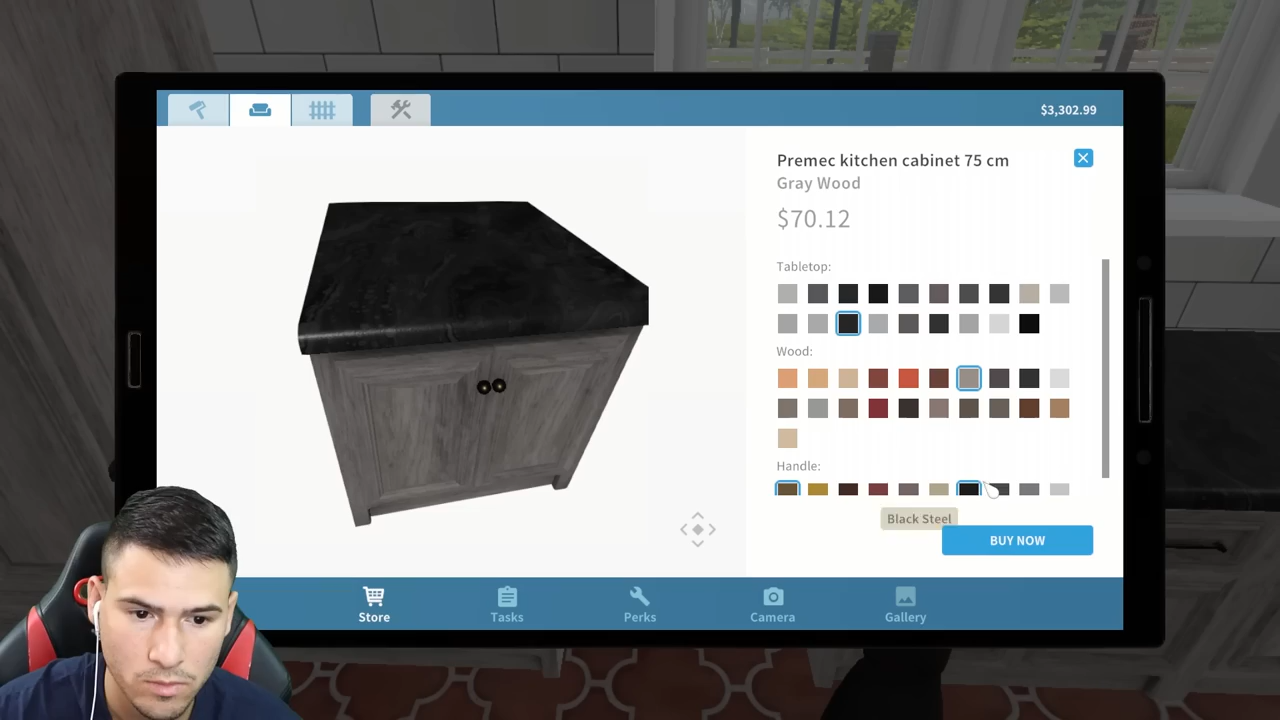 $3,302.99
Premec kitchen cabinet 75 cm
Gray Wood
$70.12
Tabletop:
Wood:
Handle:
Black Steel
BUY NOW
Store
Tasks
Perks
Camera
Gallery